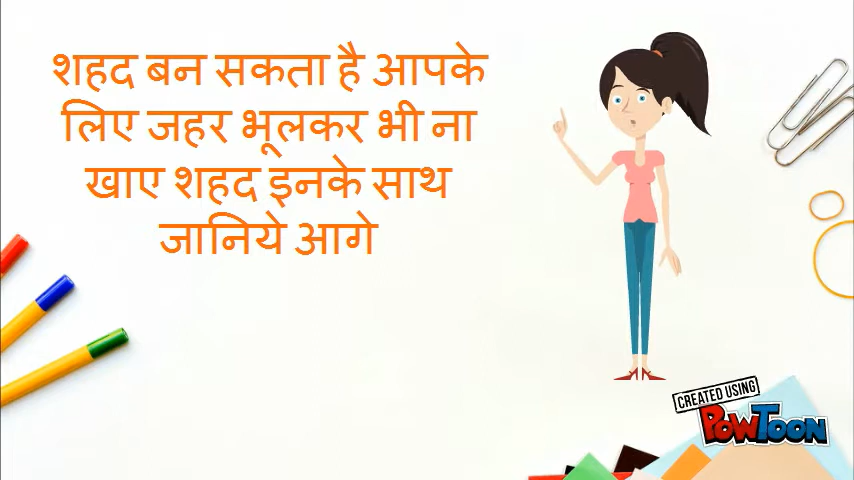 शहद बन सकता है आपके
लिए जहर भूलकर भी ना
खाए शहद इनके साथ
जानिये आगे
CREATED USING
POWTOON